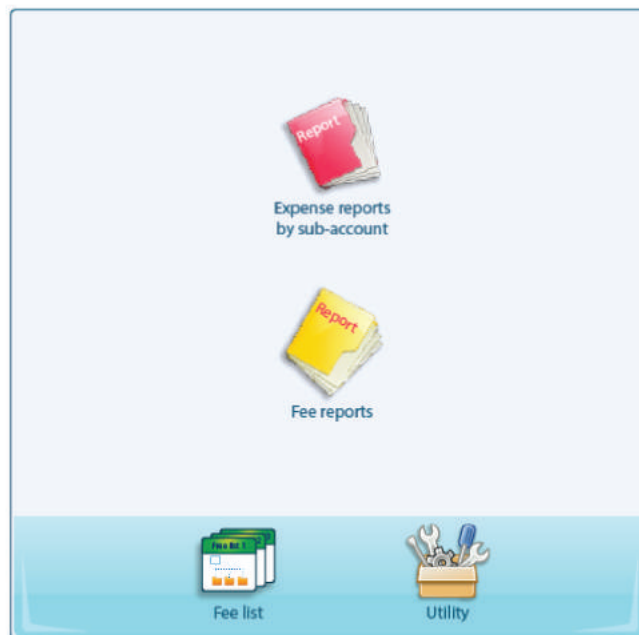 Report
Expense reports
by sub-account
Report
Fee reports
Fee list
Utility